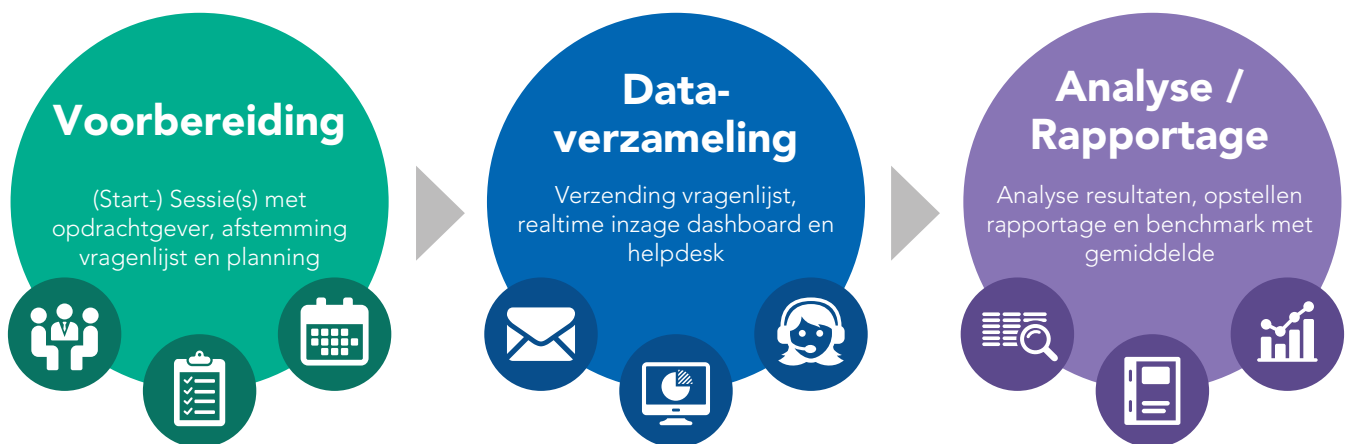 Voorbereiding
(Start-) Sessie(s) met
opdrachtgever, afstemming
vragenlijst en planning
Data-
verzameling
Verzending vragenlijst,
realtime inzage dashboard en
helpdesk
Analyse /
Rapportage
Analyse resultaten, opstellen
rapportage en benchmark met
gemiddelde